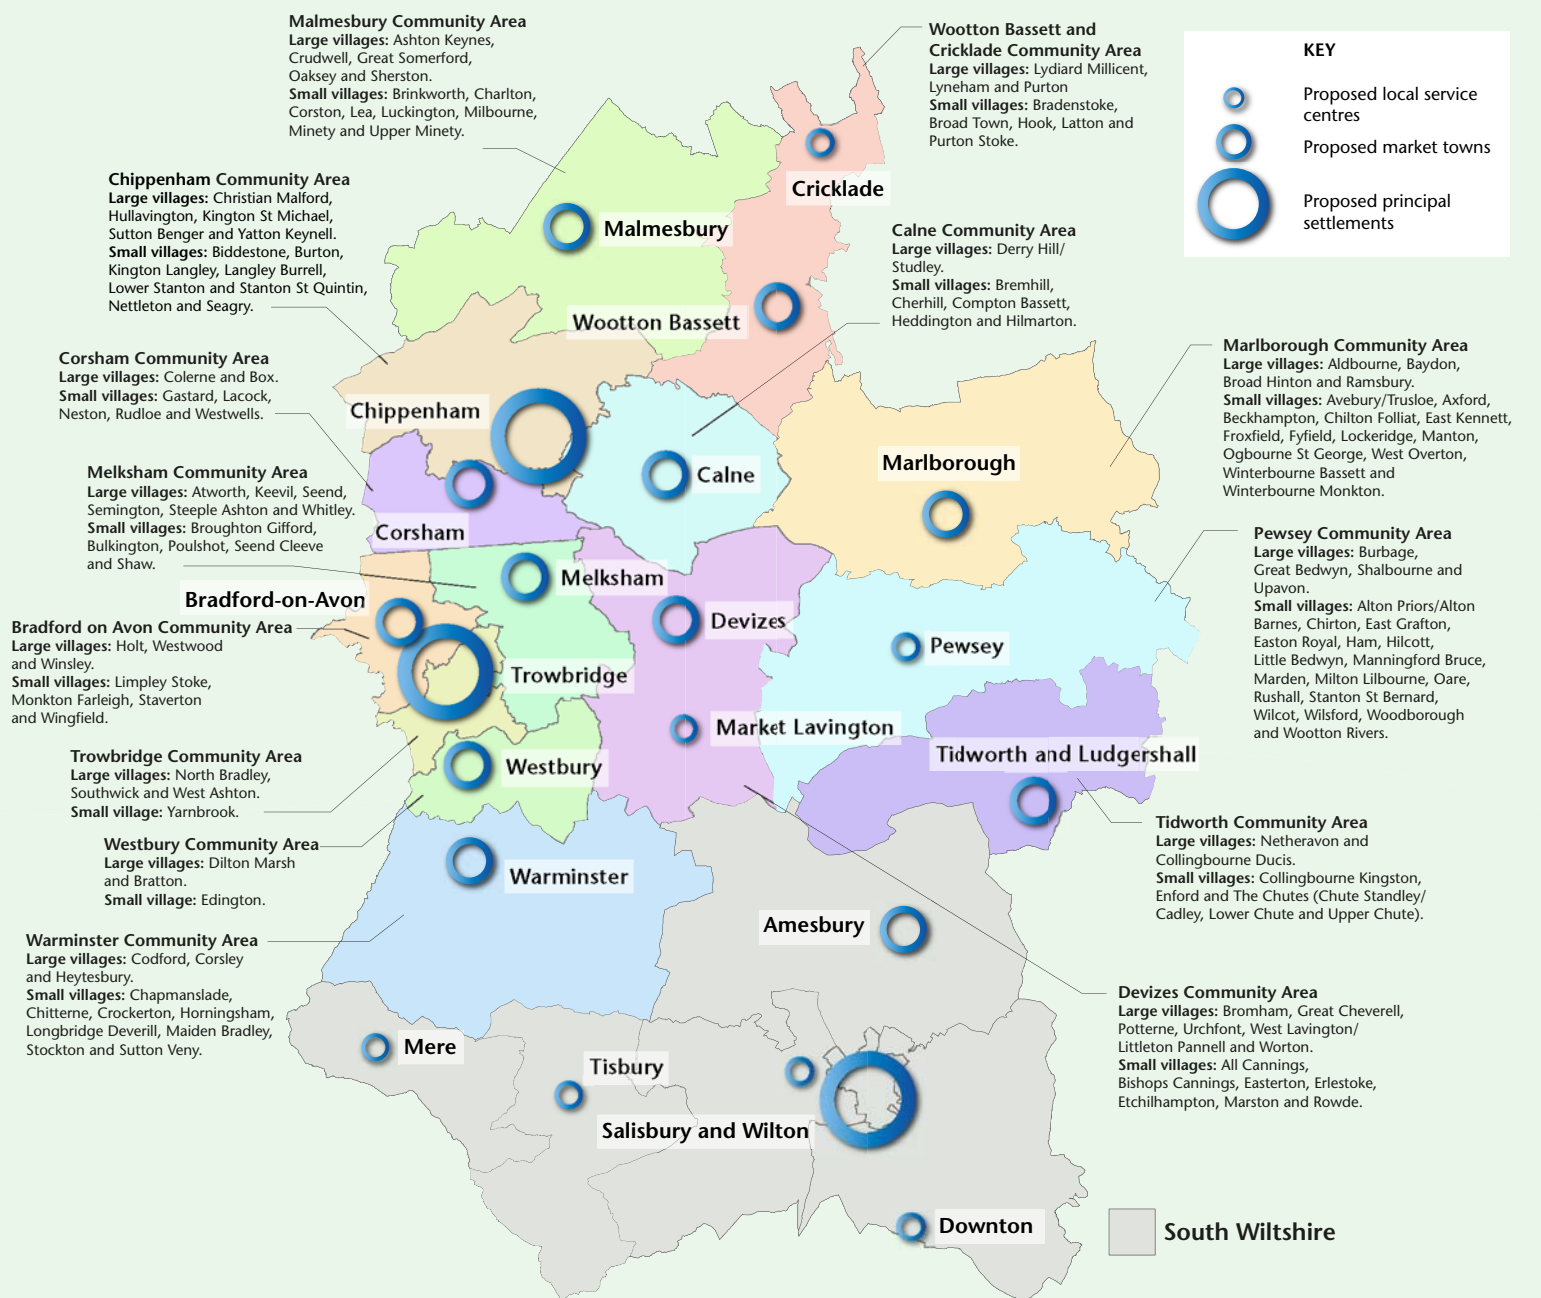 Malmesbury Community Area
Large villages: Ashton Keynes,
Crudwell, Great Somerford,
Oaksey and Sherston.
Small villages: Brinkworth, Charlton,
Corston, Lea, Luckington, Milbourne,
Minety and Upper Minety.
Wootton Bassett and
Cricklade Community Area
Large villages: Lydiard Millicent,
Lyneham and Purton
Small villages: Bradenstoke,
Broad Town, Hook, Latton and
Purton Stoke.
KEY
Proposed local service
centres
Proposed market towns
Proposed principal
settlements
Chippenham Community Area
Large villages: Christian Malford,
Hullavington, Kington St Michael,
Sutton Benger and Yatton Keynell.
Small villages: Biddestone, Burton,
Kington Langley, Langley Burrell,
Lower Stanton and Stanton St Quintin,
Nettleton and Seagry.
Cricklade
Malmesbury
Calne Community Area
Large villages: Derry Hill/
Studley.
Small villages: Bremhill,
Cherhill, Compton Bassett,
Heddington and Hilmarton.
Wootton Bassett
Corsham Community Area
Large villages: Colerne and Box.
Small villages: Gastard, Lacock,
Neston, Rudloe and Westwells.
Marlborough Community Area
Large villages: Aldbourne, Baydon,
Broad Hinton and Ramsbury.
Small villages: Avebury/Trusloe, Axford,
Beckhampton, Chilton Folliat, East Kennett,
Froxfield, Fyfield, Lockeridge, Manton,
Ogbourne St George, West Overton,
Winterbourne Bassett and
Winterbourne Monkton.
Chippenham
Marlborough
Calne
Melksham Community Area
Large villages: Atworth, Keevil, Seend,
Semington, Steeple Ashton and Whitley.
Small villages: Broughton Gifford,
Bulkington, Poulshot, Seend Cleeve
and Shaw.
Corsham
Pewsey Community Area
Large villages: Burbage,
Great Bedwyn, Shalbourne and
Upavon.
Small villages: Alton Priors/Alton
Barnes, Chirton, East Grafton,
Easton Royal, Ham, Hilcott,
Little Bedwyn, Manningford Bruce,
Marden, Milton Lilbourne, Oare,
Rushall, Stanton St Bernard,
Wilcot, Wilsford, Woodborough
and Wootton Rivers.
Melksham
Bradford-on-Avon
Devizes
Bradford on Avon Community Area
Large villages: Holt, Westwood
and Winsley.
Small villages: Limpley Stoke,
Monkton Farleigh, Staverton
and Wingfield.
Pewsey
Trowbridge
Market Lavington
Tidworth and Ludgershall
Trowbridge Community Area
Large villages: North Bradley,
Southwick and West Ashton.
Small village: Yarnbrook.
Westbury
Westbury Community Area
Large villages: Dilton Marsh
and Bratton.
Small village: Edington.
Tidworth Community Area
Large villages: Netheravon and
Collingbourne Ducis.
Small villages: Collingbourne Kingston,
Enford and The Chutes (Chute Standley/
Cadley, Lower Chute and Upper Chute).
Warminster
Amesbury
Warminster Community Area
Large villages: Codford, Corsley
and Heytesbury.
Small villages: Chapmanslade,
Chitterne, Crockerton, Horningsham,
Longbridge Deverill, Maiden Bradley,
Stockton and Sutton Veny.
Devizes Community Area
Large villages: Bromham, Great Cheverell,
Potterne, Urchfont, West Lavington/
Littleton Pannell and Worton.
Small villages: All Cannings,
Bishops Cannings, Easterton, Erlestoke,
Etchilhampton, Marston and Rowde.
Mere
Tisbury
Salisbury and Wilton
Downton
South Wiltshire